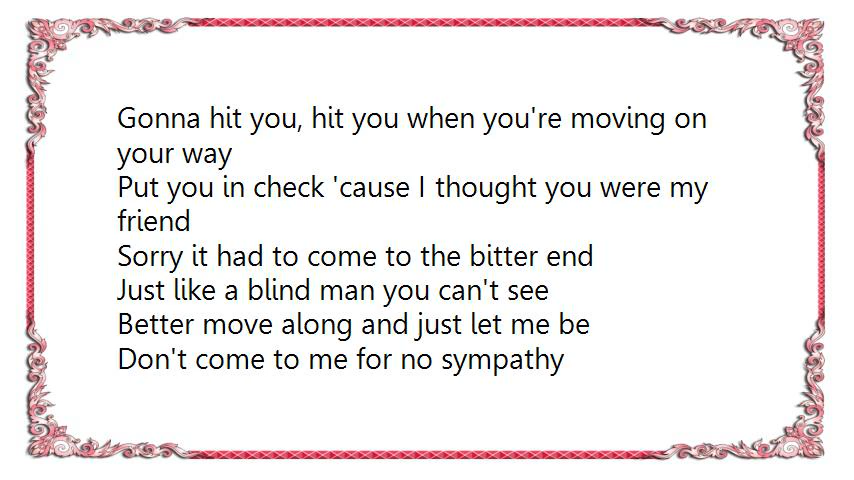 Gonna hit you, hit you when you're moving on
your way
Put you in check 'cause I thought you were my
friend
Sorry it had to come to the bitter end
Just like a blind man you can't see
Better move along and just let me be
Don't come to me for no sympathy